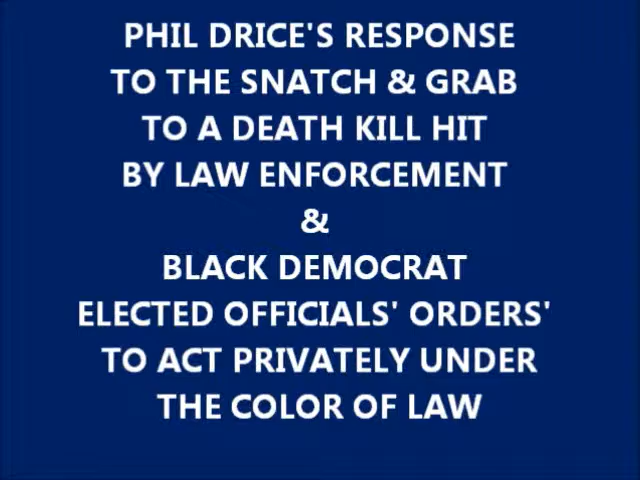 PHIL DRICE'S RESPONSE
TO THE SNATCH & GRAB
TO A DEATH KILL HIT
BY LAW ENFORCEMENT
&
BLACK DEMOCRAT
ELECTED OFFICIALS' ORDERS'
TO ACT PRIVATELY UNDER
THE COLOR OF LAW